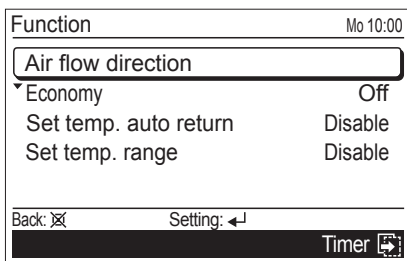 Function Mo 10:00
Air flow direction
Economy Off
Set temp. auto return Disable
Set temp. range Disable
Back: Setting:
Timer